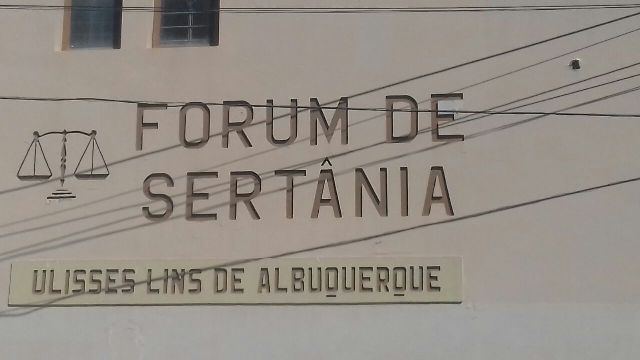 FORUM DE
SERTÂNIA
ULISSES LINS DE ALBUQUERQUE